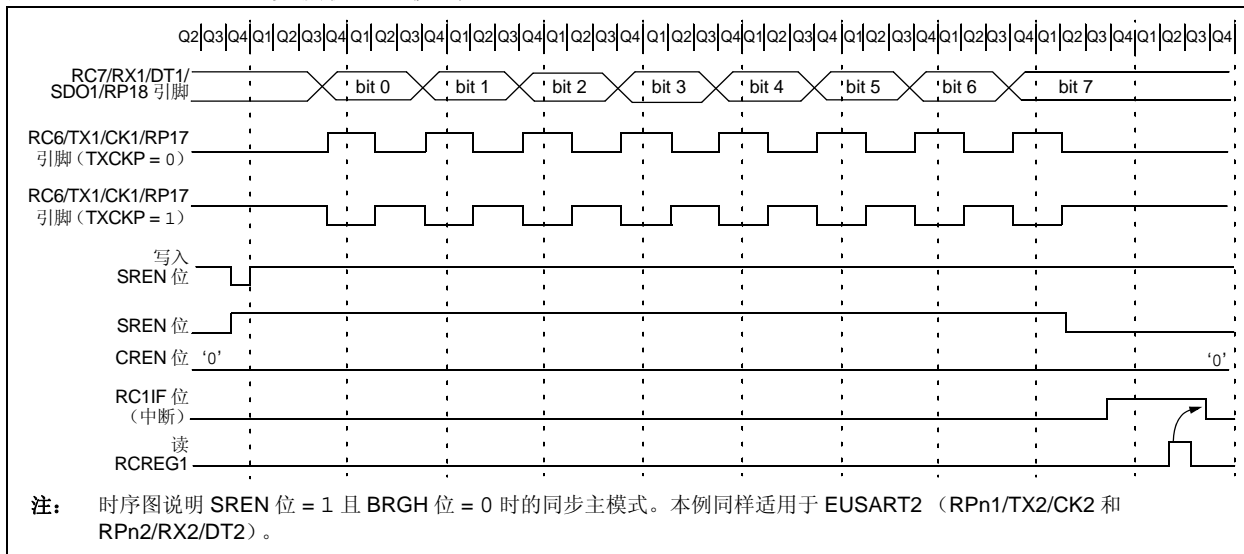 Q2 Q3 Q4 Q1 Q2 Q3 Q4 Q1 Q2 Q3 Q4 Q1 Q2 Q3 Q4 Q1 Q2 Q3 Q4 Q1 Q2 Q3 Q4 Q1 Q2 Q3 Q4 Q1 Q2 Q3 Q4 Q1 Q2 Q3 Q4 Q1 Q2 Q3 Q4 Q1 Q2 Q3 Q4
RC7/RX1/DT1/
SDO1/RP18 引脚
bit 0 bit 1 bit 2 bit 3 bit 4 bit 5 bit 6 bit 7
RC6/TX1/CK1/RP17
引脚（TXCKP = 0）
RC6/TX1/CK1/RP17
引脚（TXCKP = 1）
写入
SREN 位
SREN 位
CREN 位 '0' '0'
RC1IF 位
（中断）
读
RCREG1
注： 时序图说明 SREN 位 = 1 且 BRGH 位 = 0 时的同步主模式。本例同样适用于 EUSART2 （RPn1/TX2/CK2 和
RPn2/RX2/DT2）。